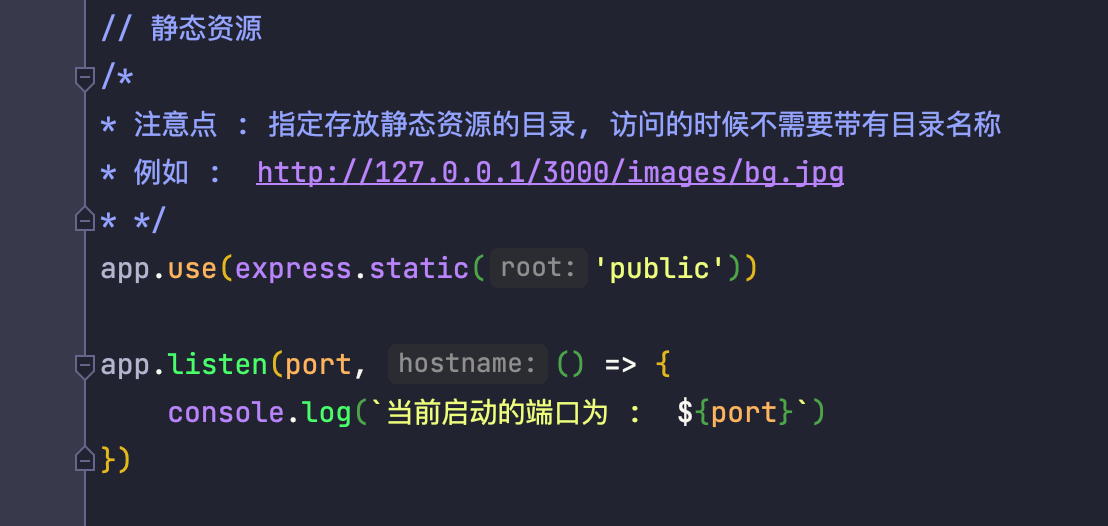 // 静态资源
/*
* 注意点 : 指定存放静态资源的目录, 访问的时候不需要带有目录名称
* 例如 :  http://127.0.0.1/3000/images/bg.jpg
* */
app.use(express.static( root: 'public'))
app.listen(port,  hostname: () => {
    console.log(`当前启动的端口为 :  ${port}`)
})